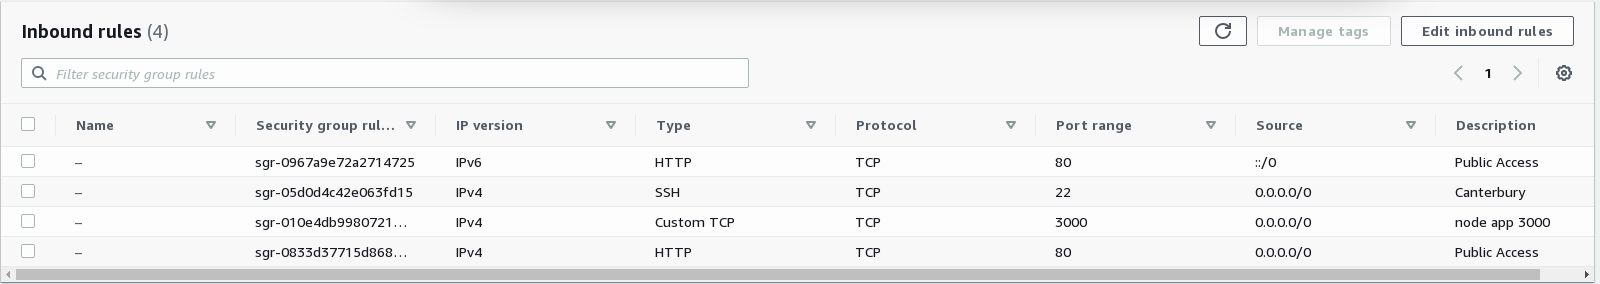 Inbound rules (4)
Manage tags
Edit inbound rules
Filter security group rules
1
Name Security group rul... IP version Type Protocol Port range Source Description
– sgr-0967a9e72a2714725 IPv6 HTTP TCP 80 ::/0 Public Access
– sgr-05d0d4c42e063fd15 IPv4 SSH TCP 22 0.0.0.0/0 Canterbury
– sgr-010e4db9980721... IPv4 Custom TCP TCP 3000 0.0.0.0/0 node app 3000
– sgr-0833d37715d868... IPv4 HTTP TCP 80 0.0.0.0/0 Public Access